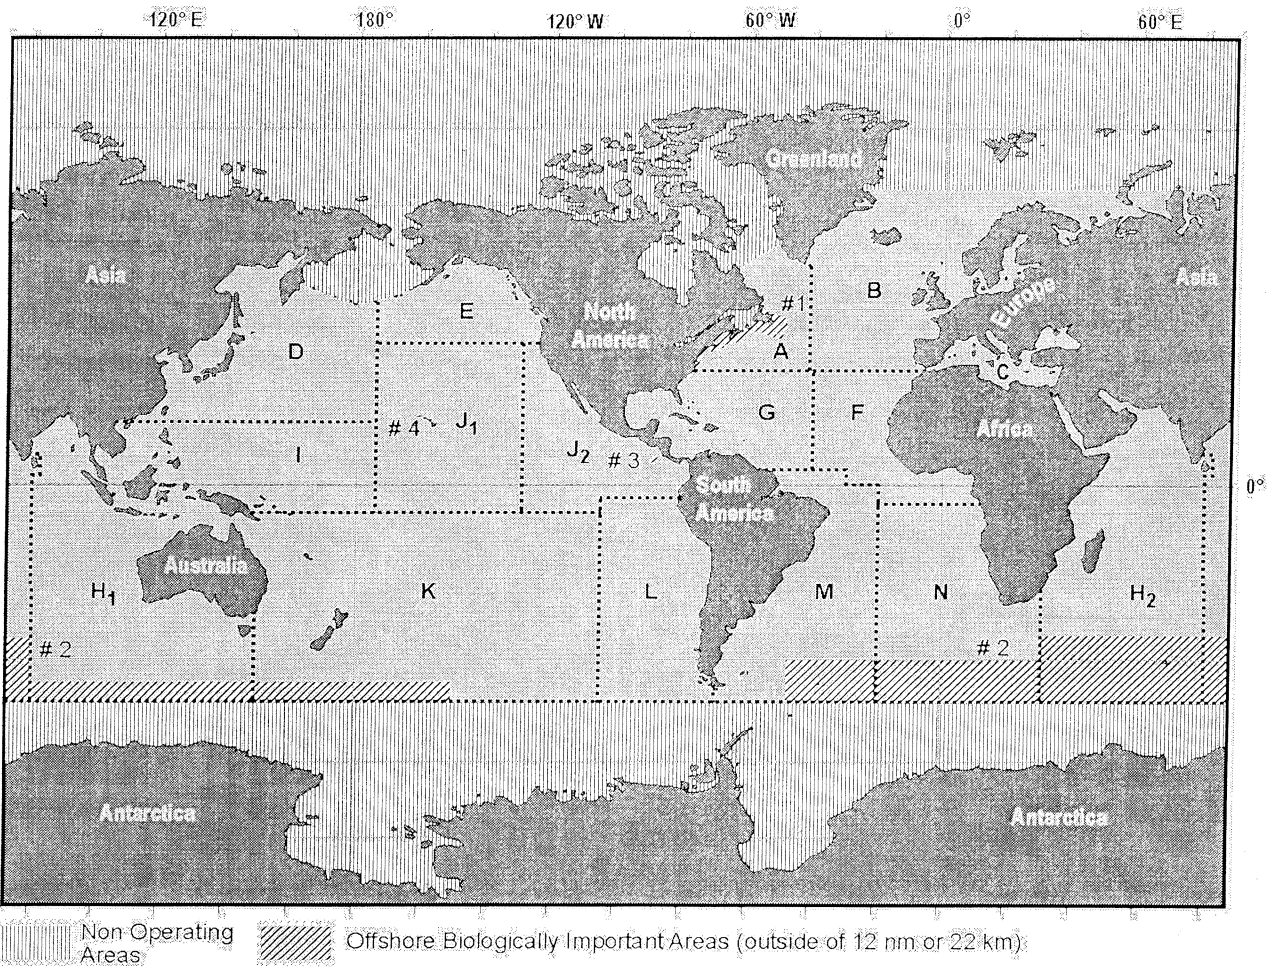 120° E 180° 120° W 60° W 0° 60° E
Greenland
Asia
Asia
Europe
B
#1
E
North
America
D
A
C
G
F
# 4
J1
Africa
I
J2
# 3
South
America
0°
Australia
H1
K
L
M
N
H2
# 2
# 2
Antarctica
Antarctica
Non Operating
Areas
Offshore Biologically Important Areas (outside of 12 nm or 22 km)